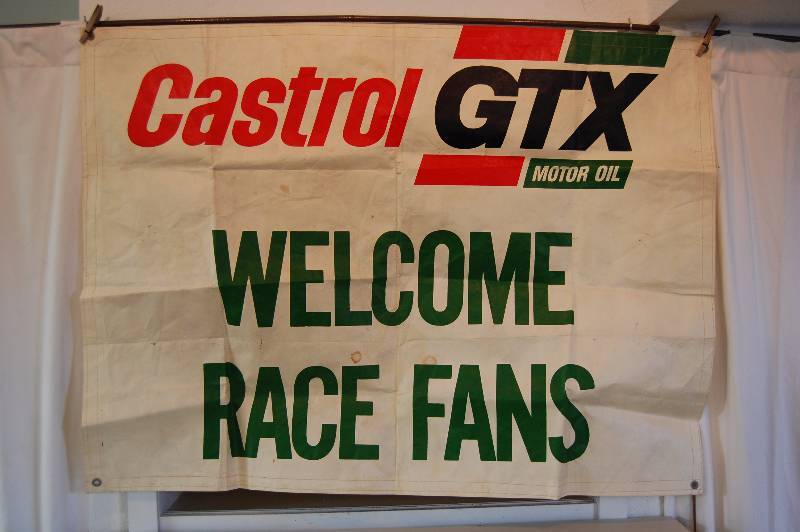 Castrol GTX
MOTOR OIL
WELCOME
RACE FANS